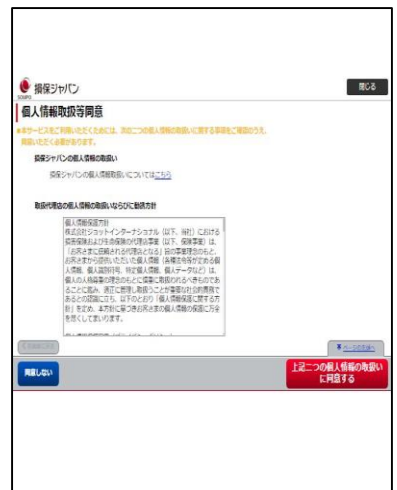 損保ジャパン
閉じる
個人情報取扱等同意
※本サービスをご利用いただくためには、次の二つの個人情報の取扱いに関する事項をご確認のうえ、
同意いただく必要があります。
損保ジャパンの個人情報の取扱い
損保ジャパンの個人情報取扱いについてはこちら
取扱代理店の個人情報の取扱いならびに勧誘方針
個人情報保護方針
株式会社ショットインターナショナル（以下、当社）における
損害保険および生命保険の代理店事業（以下、保険事業）は、
「お客さまに信頼される代理店となる」旨の事業理念のもと、
お客さまから提供いただいた個人情報（各種法令等が定める個
人情報、個人識別符号、特定個人情報、個人データなど）は、
個人の人格尊重の理念のもとに慎重に取扱われるべきものであ
ることに鑑み、適正に管理し取扱うことが重要な社会的責務で
あるとの認識に立ち、以下のとおり「個人情報保護に関する方
針」を定め、本方針に基づきお客さまの個人情報の保護に万全
を尽くしてまいります。
ページの先頭へ
同意しない
上記二つの個人情報の取扱い
に同意する